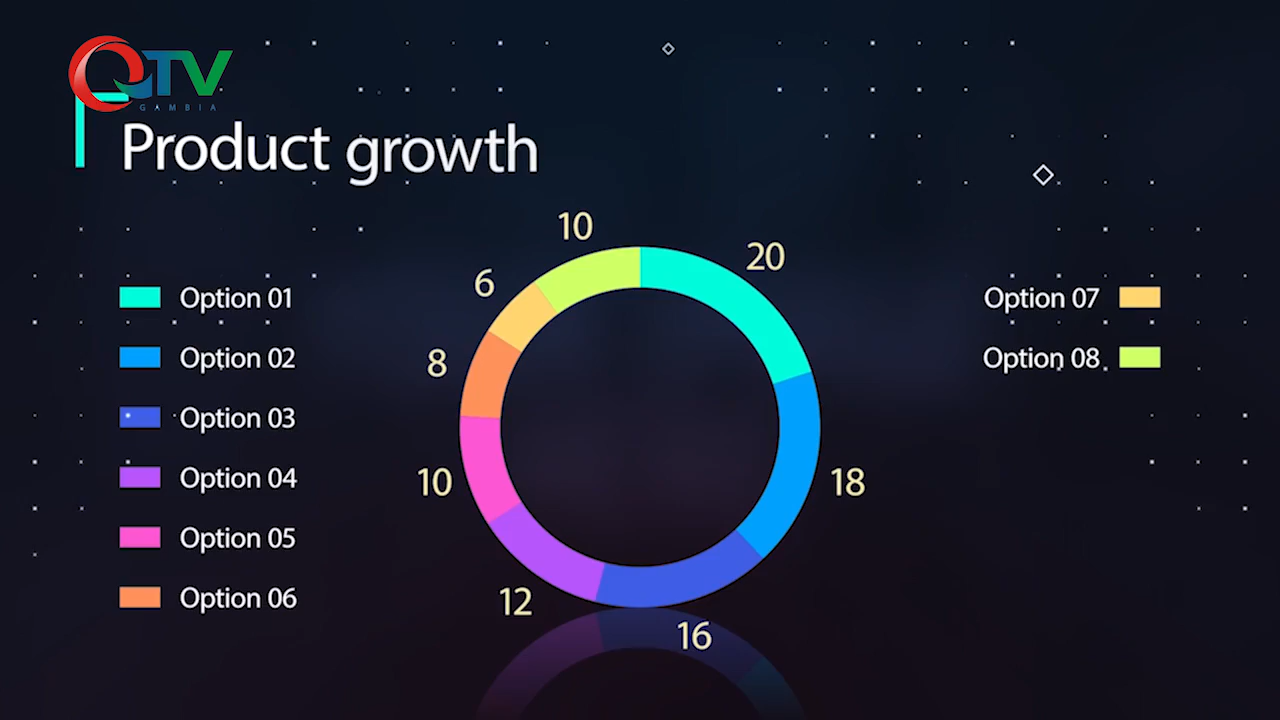 QTV
GAMBIA
Product growth
10
20
6
Option 01
Option 07
Option 02
Option 08
8
Option 03
Option 04
10
18
Option 05
Option 06
12
16